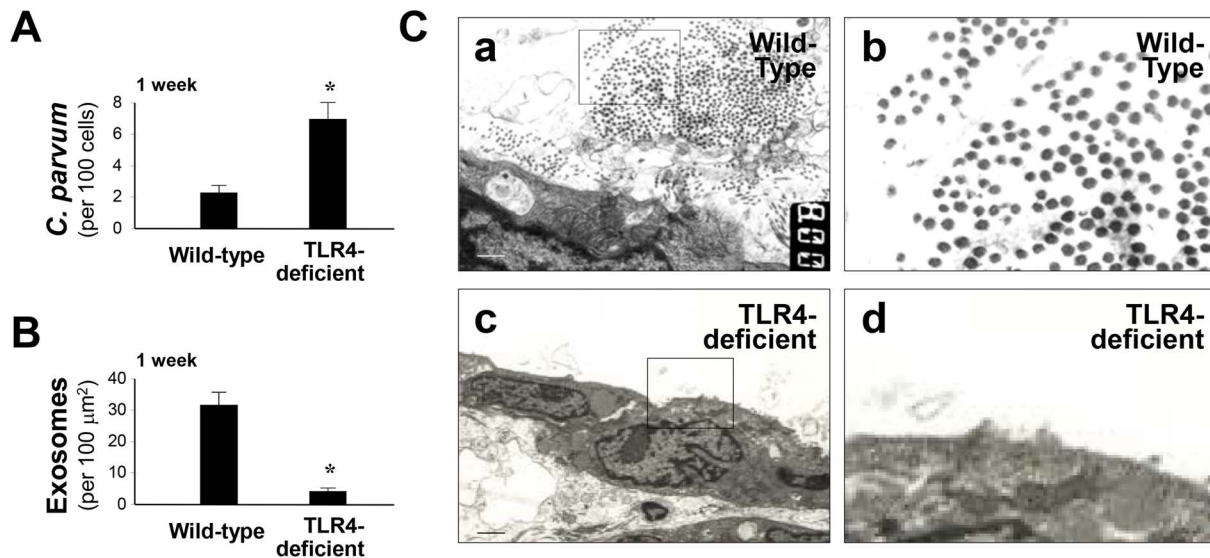 A
1 week
C. parvum
(per 100 cells)
8
6
4
2
0
*
Wild-type
TLR4-
deficient
B
1 week
Exosomes
(per 100 µm²)
40
30
20
10
0
*
Wild-type
TLR4-
deficient
C
a
Wild-
Type
b
Wild-
Type
c
TLR4-
deficient
d
TLR4-
deficient